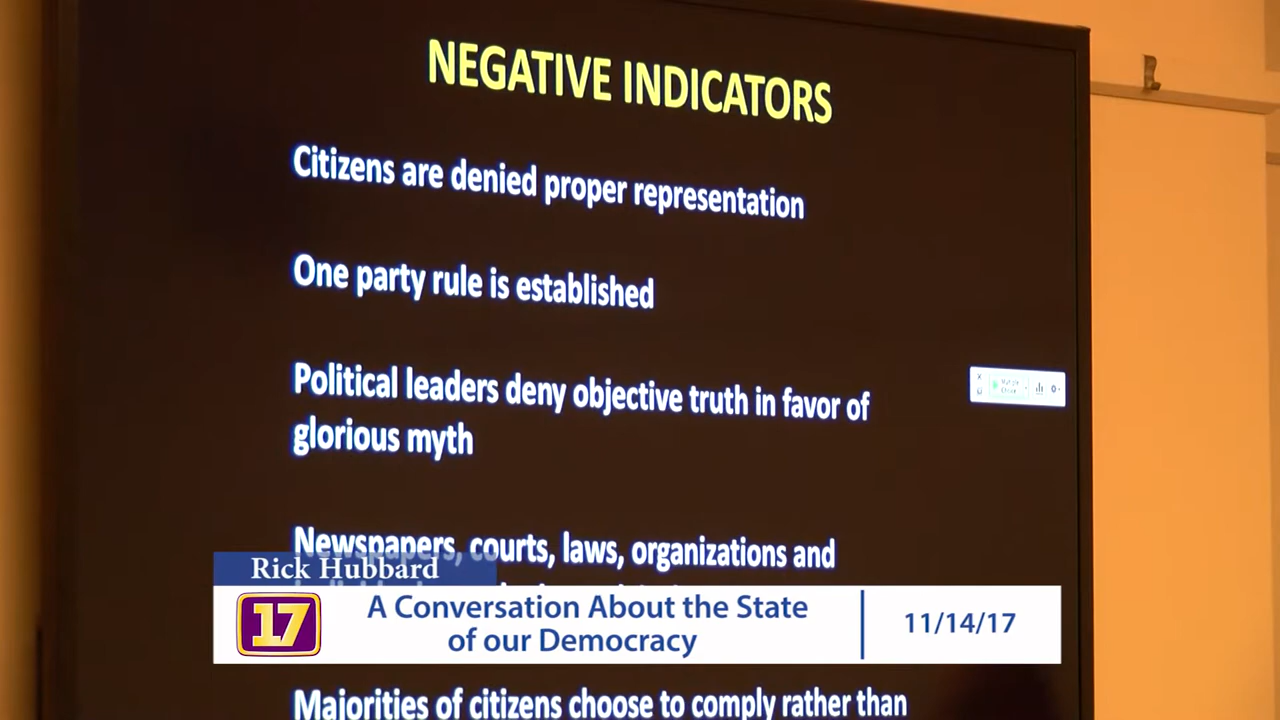 NEGATIVE INDICATORS
Citizens are denied proper representation
One party rule is established
Political leaders deny objective truth in favor of
glorious myth
Newspapers, courts, laws, organizations and
Rick Hubbard
17
A Conversation About the State
of our Democracy
11/14/17
Majorities of citizens choose to comply rather than